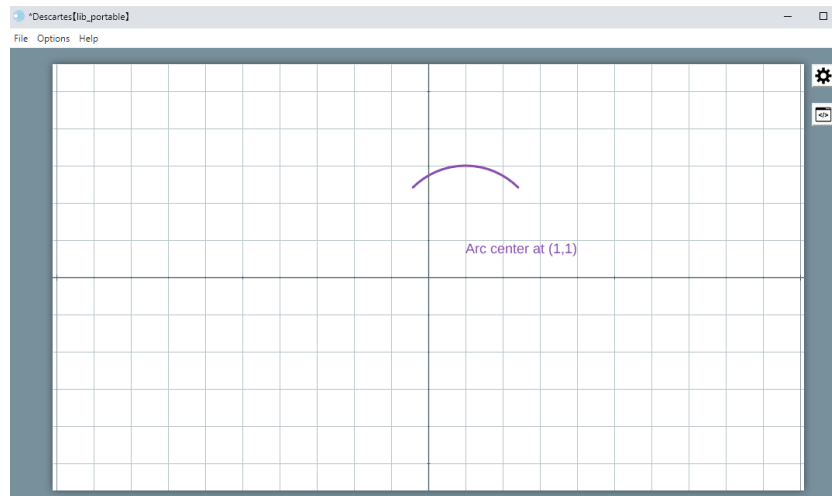 *Descartes【lib_portable】
File Options Help
Arc center at (1,1)